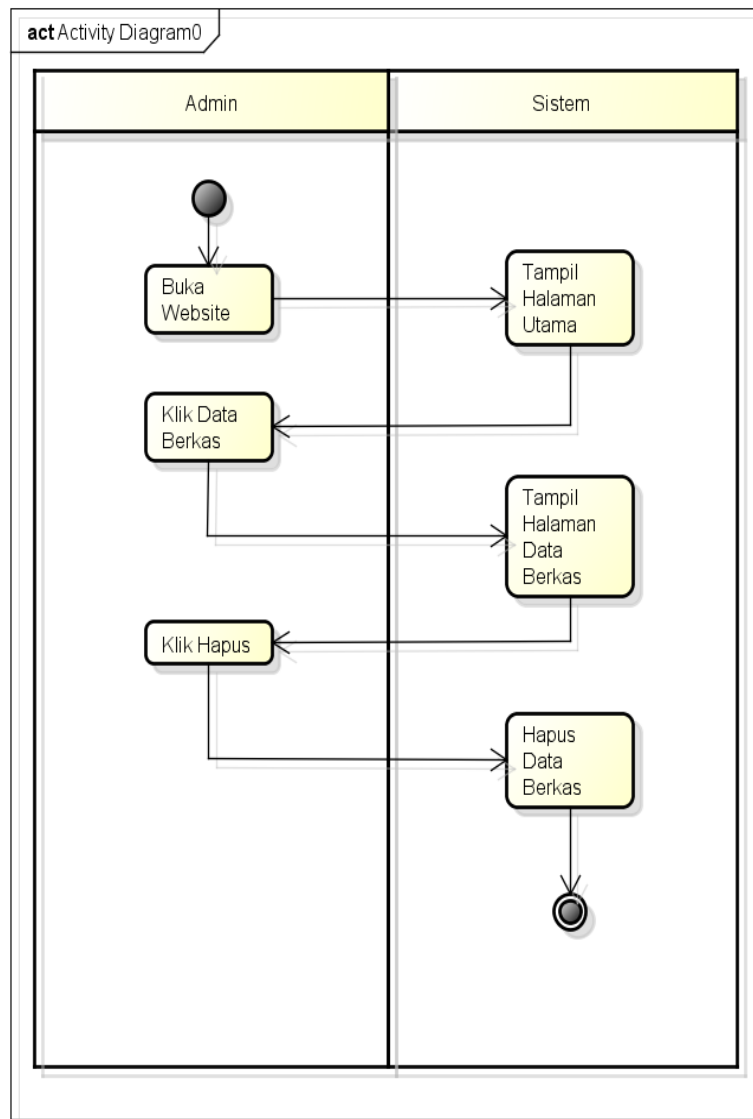 act Activity Diagram0
Admin
Sistem
Buka
Website
Tampil
Halaman
Utama
Klik Data
Berkas
Tampil
Halaman
Data
Berkas
Klik Hapus
Hapus
Data
Berkas